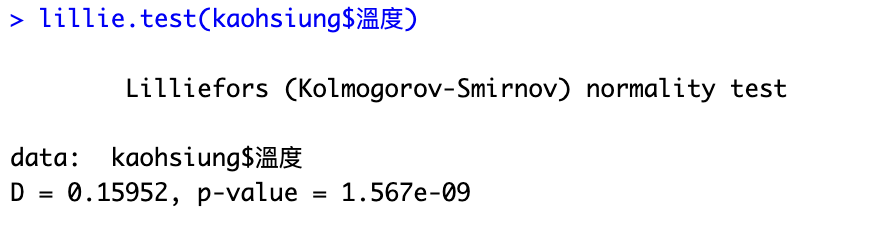 > lillie.test(kaohsiung$溫度)
Lilliefors (Kolmogorov-Smirnov) normality test
data:  kaohsiung$溫度
D = 0.15952, p-value = 1.567e-09